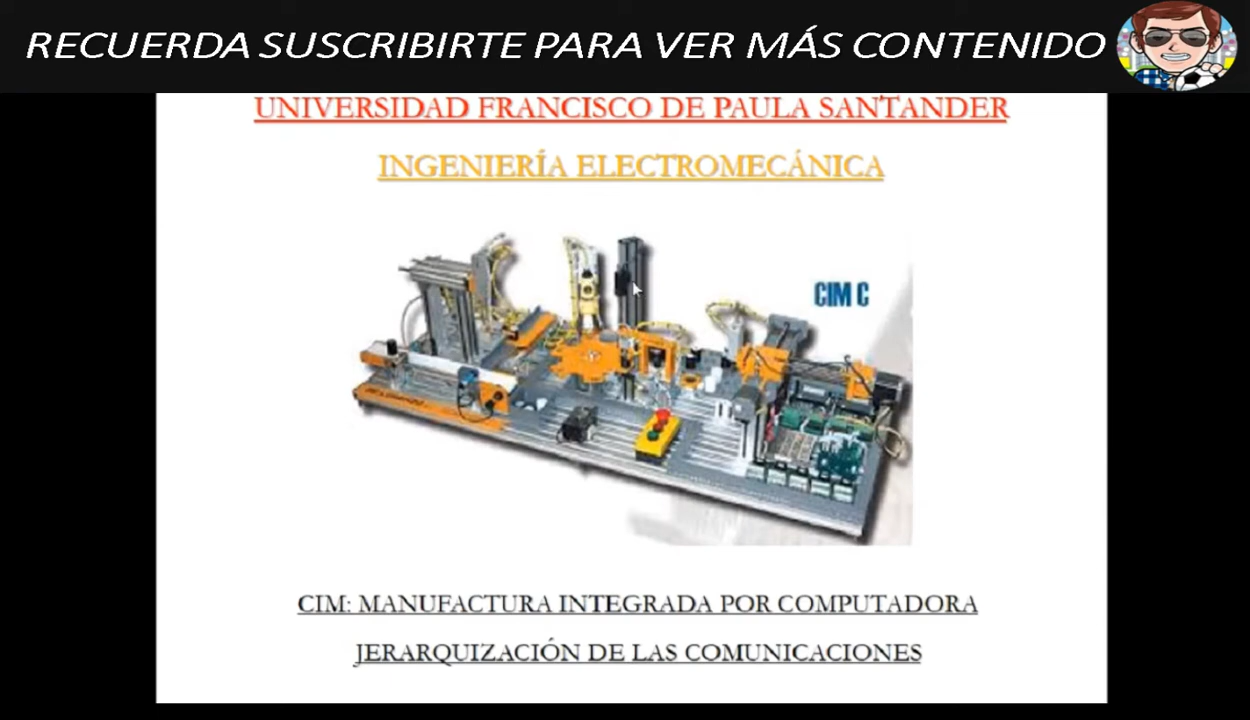 RECUERDA SUSCRIBIRTE PARA VER MÁS CONTENIDO
UNIVERSIDAD FRANCISCO DE PAULA SANTANDER
INGENIERÍA ELECTROMECÁNICA
CIM C
CIM: MANUFACTURA INTEGRADA POR COMPUTADORA
JERARQUIZACIÓN DE LAS COMUNICACIONES